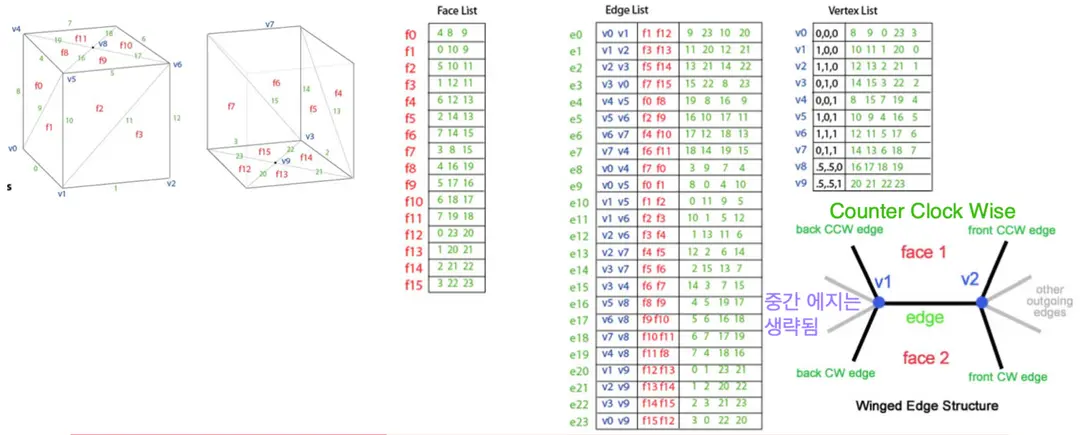 Face List
f0 4 8 9
f1 0 10 9
f2 5 10 11
f3 1 12 11
f4 6 12 13
f5 2 14 13
f6 7 14 15
f7 3 8 15
f8 4 16 19
f9 5 17 16
f10 6 18 17
f11 7 19 18
f12 0 23 20
f13 1 20 21
f14 2 21 22
f15 3 22 23
Edge List
e0 v0 v1 f1 f12 9 23 10 20
e1 v1 v2 f3 f13 11 20 12 21
e2 v2 v3 f5 f14 13 21 14 22
e3 v3 v0 f7 f15 15 22 8 23
e4 v4 v5 f0 f8 19 8 16 9
e5 v5 v6 f2 f9 16 10 17 11
e6 v6 v7 f4 f10 17 12 18 13
e7 v7 v4 f6 f11 18 14 19 15
e8 v0 v4 f7 f0 3 9 7 4
e9 v0 v5 f0 f1 8 0 4 10
e10 v1 v5 f1 f2 0 11 9 5
e11 v1 v6 f2 f3 10 1 5 12
e12 v2 v6 f3 f4 1 13 11 6
e13 v2 v7 f4 f5 12 2 6 14
e14 v3 v7 f5 f6 2 15 13 7
e15 v3 v4 f6 f7 14 3 7 15
e16 v5 v8 f8 f9 4 5 19 17
e17 v6 v8 f9 f10 5 6 16 18
e18 v7 v8 f10 f11 6 7 17 19
e19 v4 v8 f11 f8 7 4 18 16
e20 v1 v9 f12 f13 0 1 23 21
e21 v2 v9 f13 f14 1 2 20 22
e22 v3 v9 f14 f15 2 3 21 23
e23 v0 v9 f15 f12 3 0 22 20
Vertex List
v0 0,0,0 8 9 0 23 3
v1 1,0,0 10 11 1 20 0
v2 1,1,0 12 13 2 21 1
v3 0,1,0 14 15 3 22 2
v4 0,0,1 8 15 7 19 4
v5 1,0,1 10 9 4 16 5
v6 1,1,1 12 11 5 17 6
v7 0,1,1 14 13 6 18 7
v8 .5,.5,0 16 17 18 19
v9 .5,.5,1 20 21 22 23
7
v4
19
f11
18
v8
f10
6
f8
4
16
f9
17
v6
v5
5
f0
8
9
f2
10
11
12
f1
f3
v0
0
v1
1
v2
s
v7
f6
f7
14
f4
15
f5
13
3
v3
23
f15
22
f14
2
f12
v9
20
f13
21
Counter Clock Wise
back CCW edge
front CCW edge
face 1
v1
v2
중간 에지는
생략됨
edge
other
outgoing
edges
face 2
back CW edge
front CW edge
Winged Edge Structure